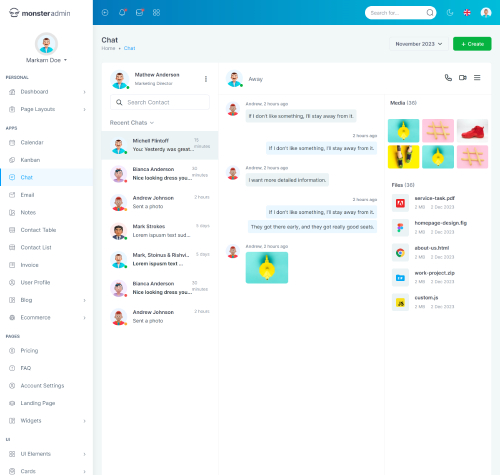 monsteradmin
Search for...
Markarn Doe
PERSONAL
Dashboard
Page Layouts
APPS
Calendar
Kanban
Chat
Email
Notes
Contact Table
Contact List
Invoice
User Profile
Blog
Ecommerce
PAGES
Pricing
FAQ
Account Settings
Landing Page
Widgets
UI
UI Elements
Cards
Chat
Home • Chat
November 2023
+ Create
Mathew Anderson
Marketing Director
Search Contact
Recent Chats
Michell Flintoff
15 minutes
You: Yesterdy was great...
Bianca Anderson
30 minutes
Nice looking dress you...
Andrew Johnson
2 hours
Sent a photo
Mark Strokes
5 days
Lorem ispusm text sud...
Mark, Stoinus & Rishvi...
5 days
Lorem ispusm text ...
Bianca Anderson
30 minutes
Nice looking dress you...
Andrew Johnson
2 hours
Sent a photo
Away
Andrew, 2 hours ago
If I don't like something, I'll stay away from it.
2 hours ago
If I don't like something, I'll stay away from it.
Andrew, 2 hours ago
I want more detailed information.
2 hours ago
If I don't like something, I'll stay away from it.
They got there early, and they got really good seats.
Andrew, 2 hours ago
Media (36)
Files (36)
service-task.pdf
2 MB 2 Dec 2023
homepage-design.fig
2 MB 2 Dec 2023
about-us.html
2 MB 2 Dec 2023
work-project.zip
2 MB 2 Dec 2023
custom.js
2 MB 2 Dec 2023